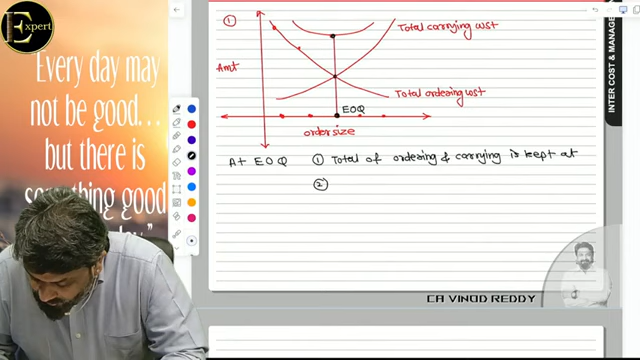 Expert
"Every day may
not be good...
but there is
something good
day"
①
Amt
Total carrying cost
Total ordering cost
EOQ
order size
At EOQ ① Total of ordering & carrying is kept at
②
CA VINOD REDDY
INTER COST & MANAGE